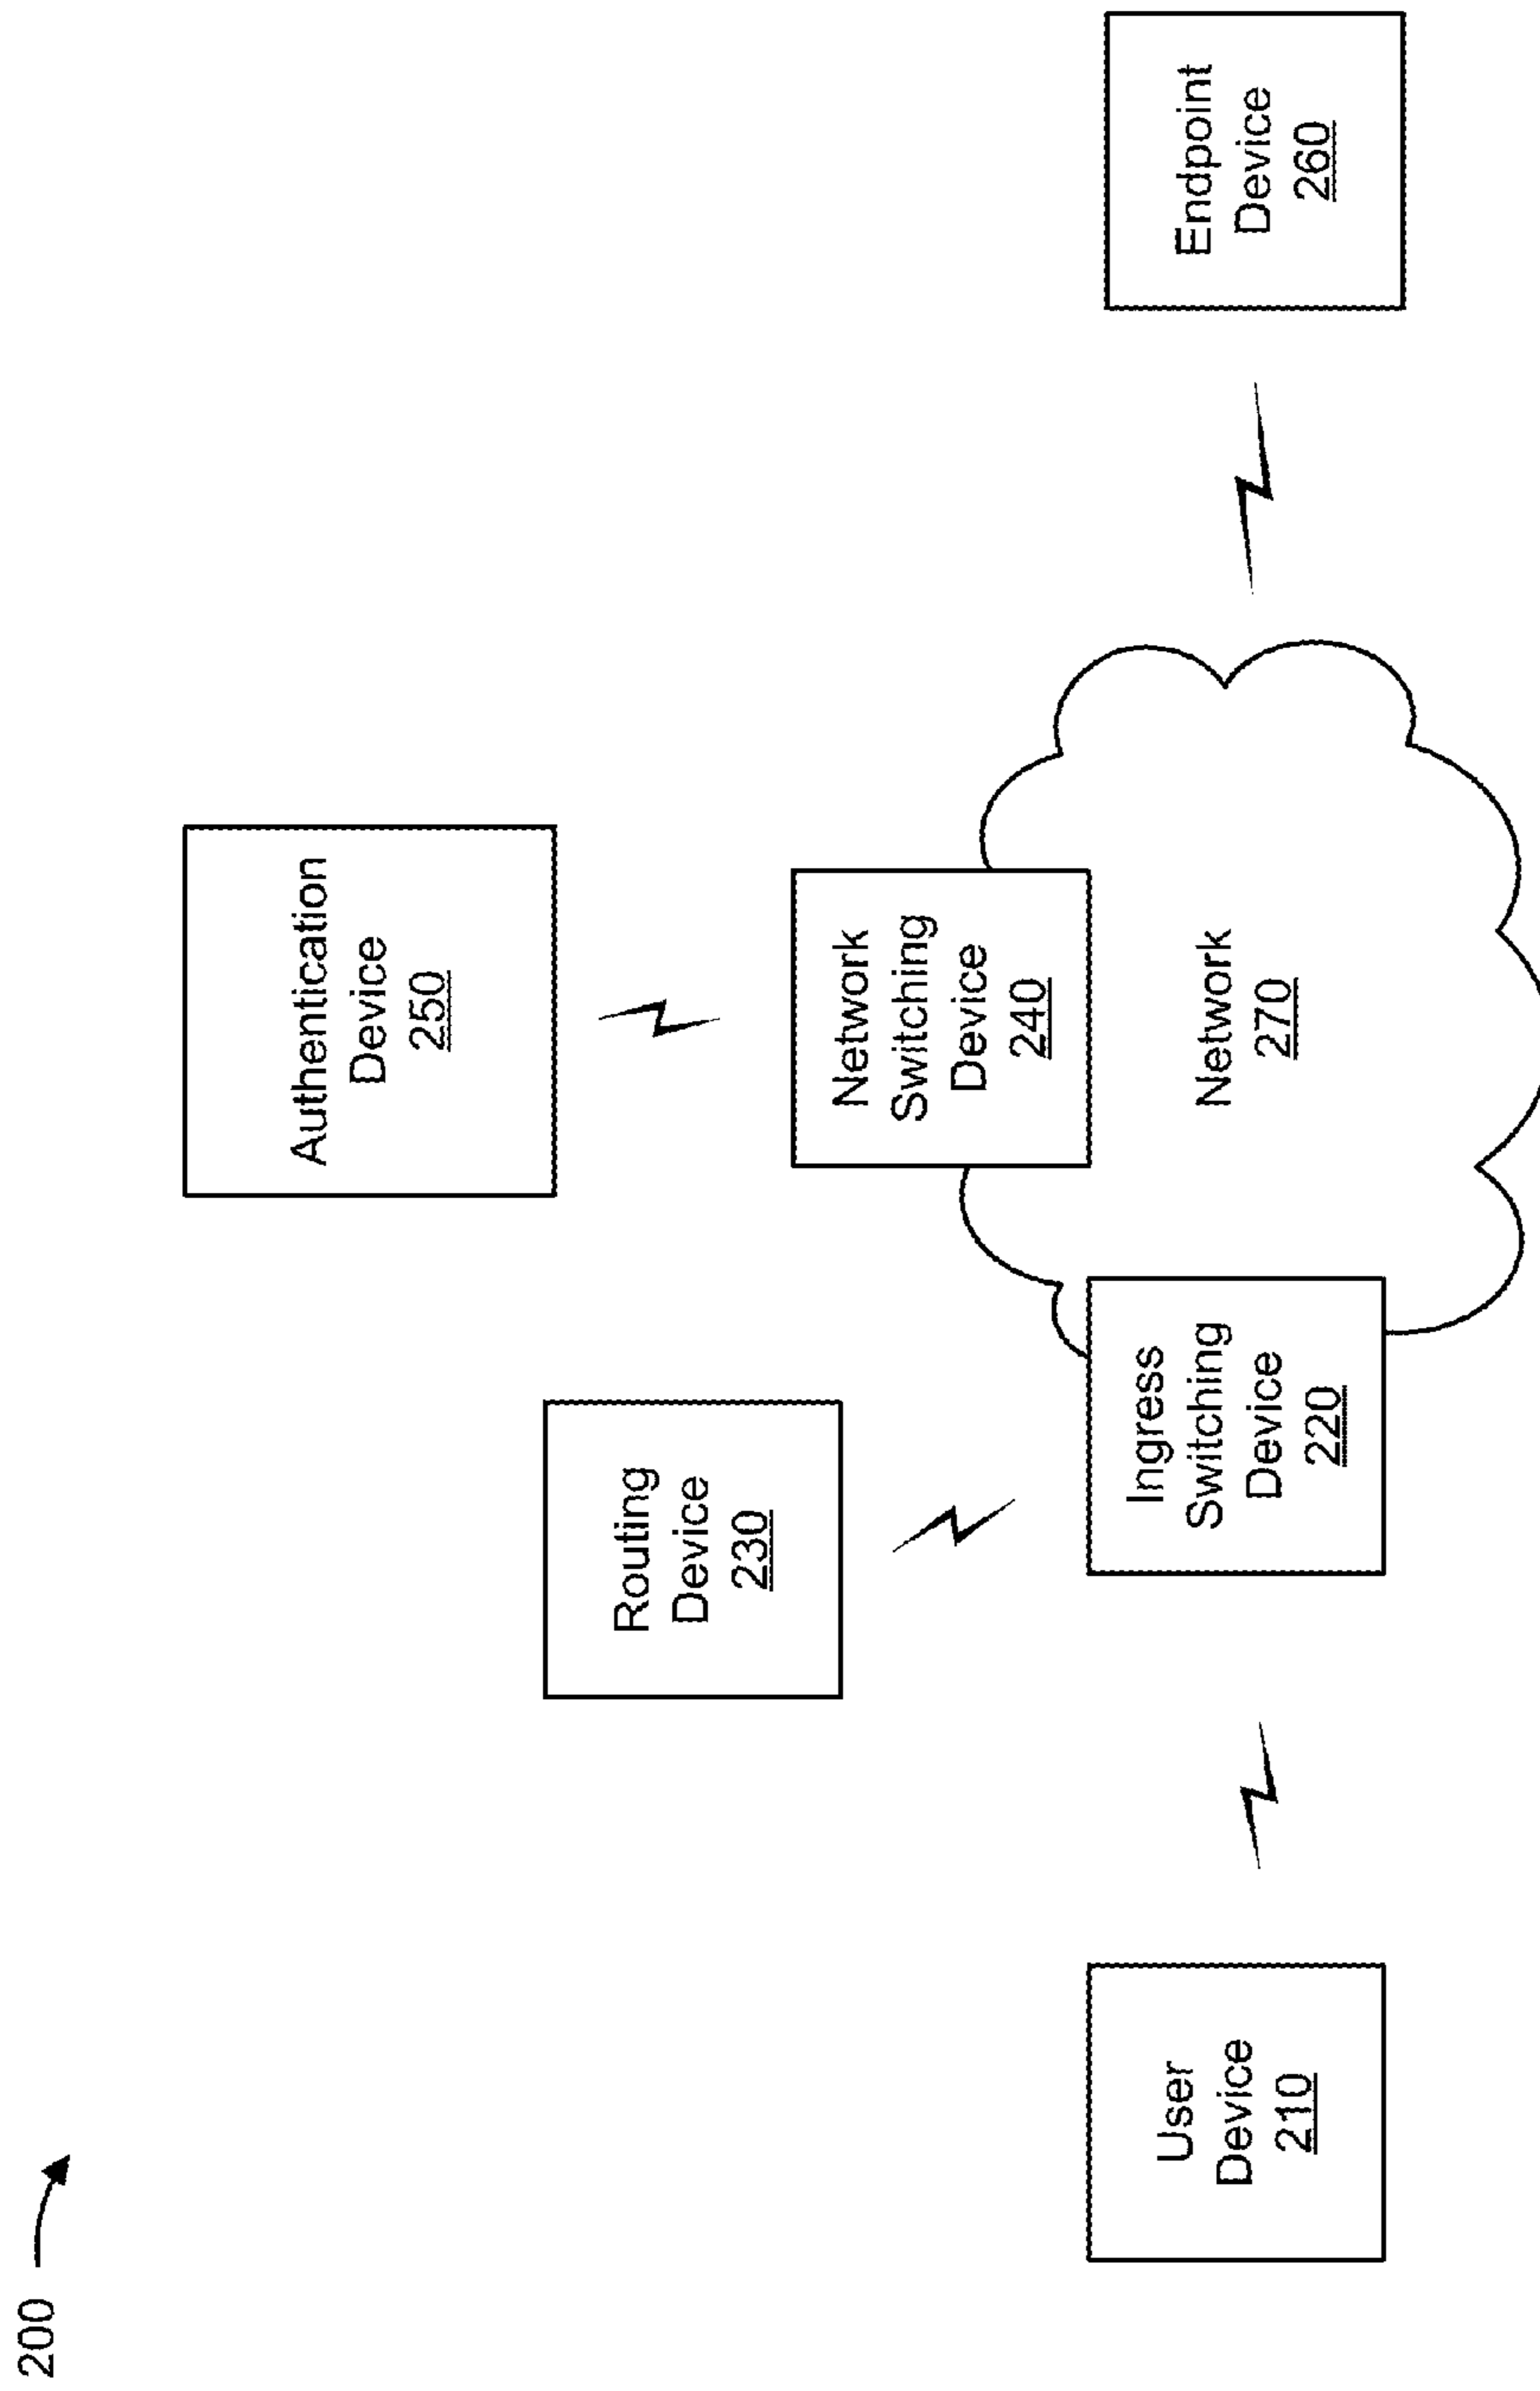 200
Authentication
Device
250
Routing
Device
230
Network
Switching
Device
240
User
Device
210
Ingress
Switching
Device
220
Network
270
Endpoint
Device
260